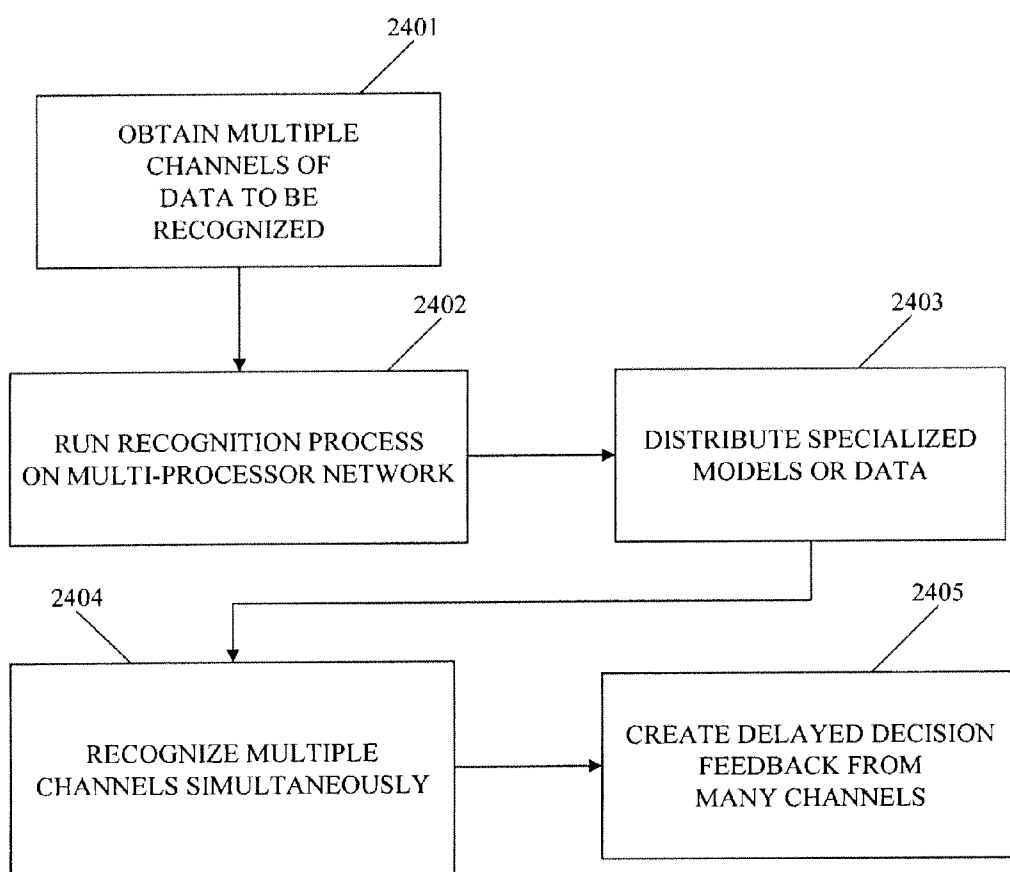 2401
OBTAIN MULTIPLE
CHANNELS OF
DATA TO BE
RECOGNIZED
2402
RUN RECOGNITION PROCESS
ON MULTI-PROCESSOR NETWORK
2403
DISTRIBUTE SPECIALIZED
MODELS OR DATA
2404
RECOGNIZE MULTIPLE
CHANNELS SIMULTANEOUSLY
2405
CREATE DELAYED DECISION
FEEDBACK FROM
MANY CHANNELS